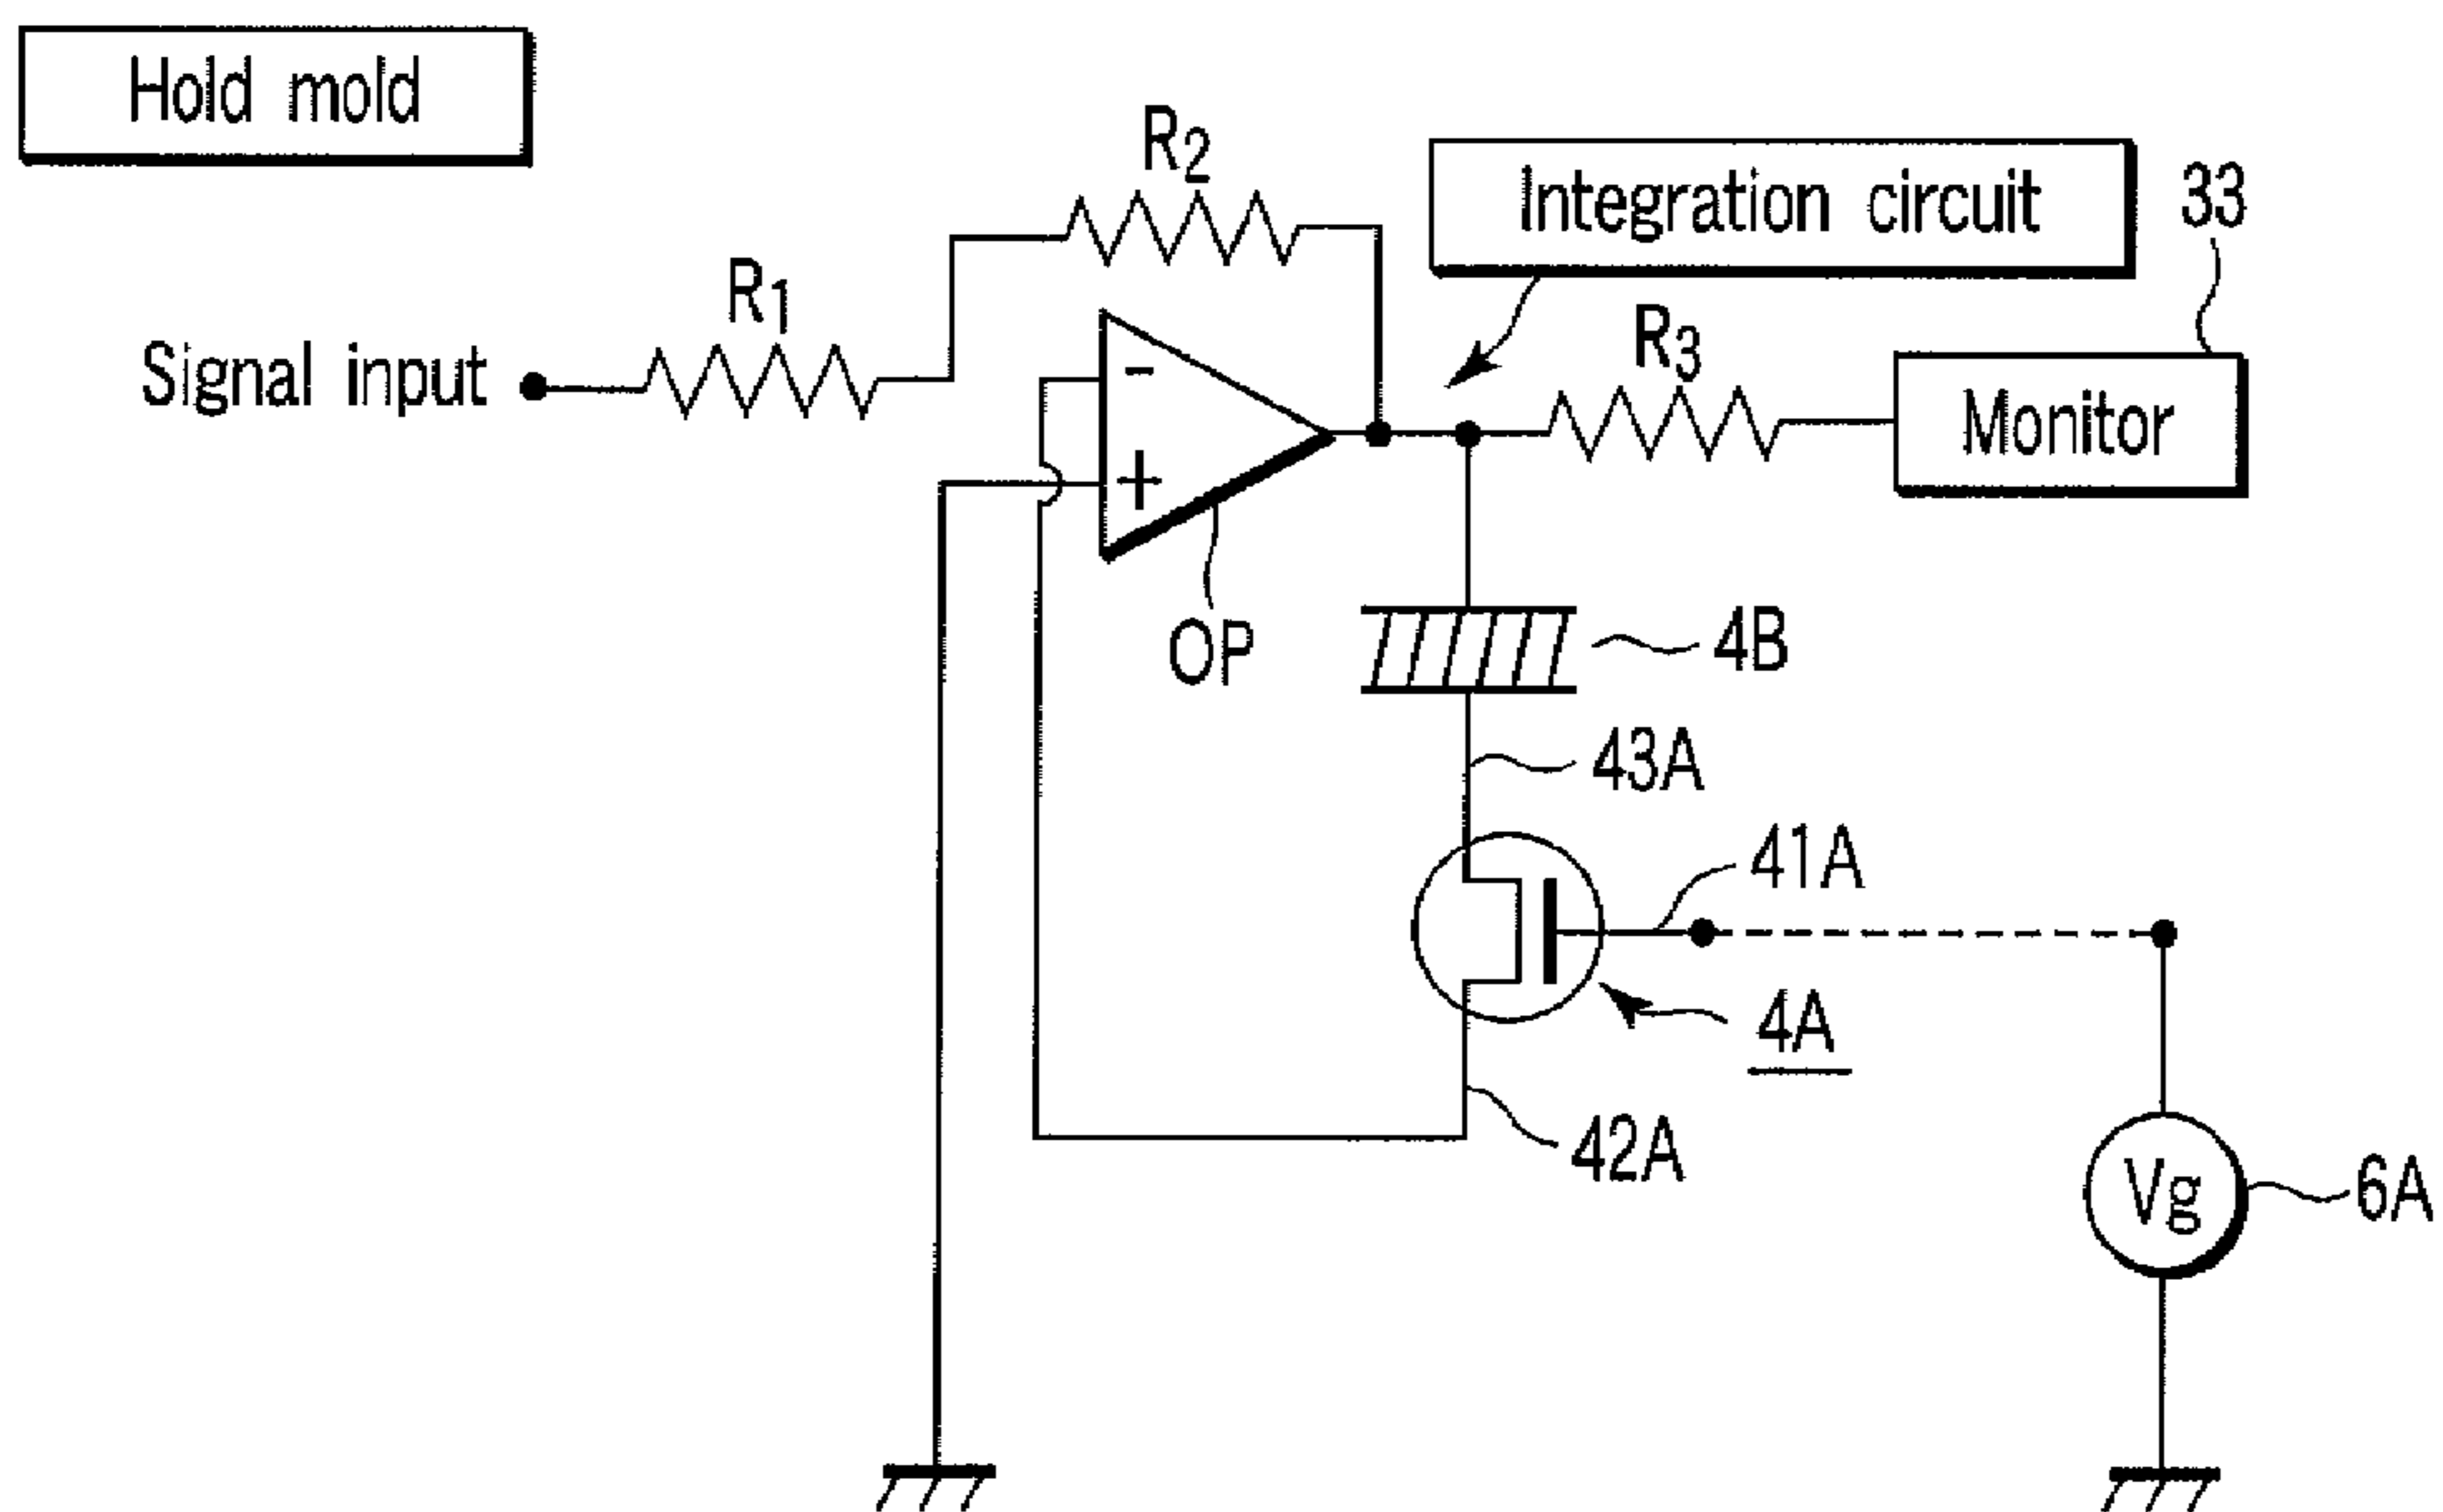 Hold mold
R2
Integration circuit
33
R1
R3
Signal input
Monitor
-
+
OP
4B
43A
41A
4A
42A
Vg
6A